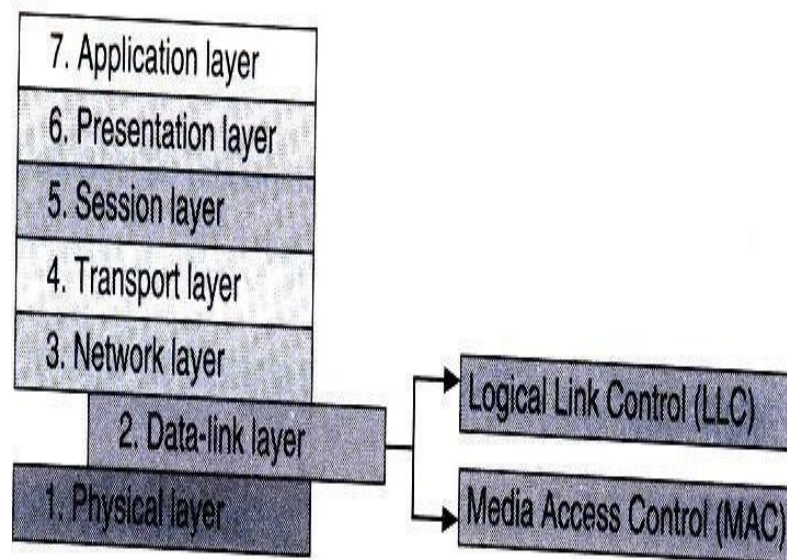 7. Application layer
6. Presentation layer
5. Session layer
4. Transport layer
3. Network layer
2. Data-link layer
1. Physical layer
Logical Link Control (LLC)
Media Access Control (MAC)